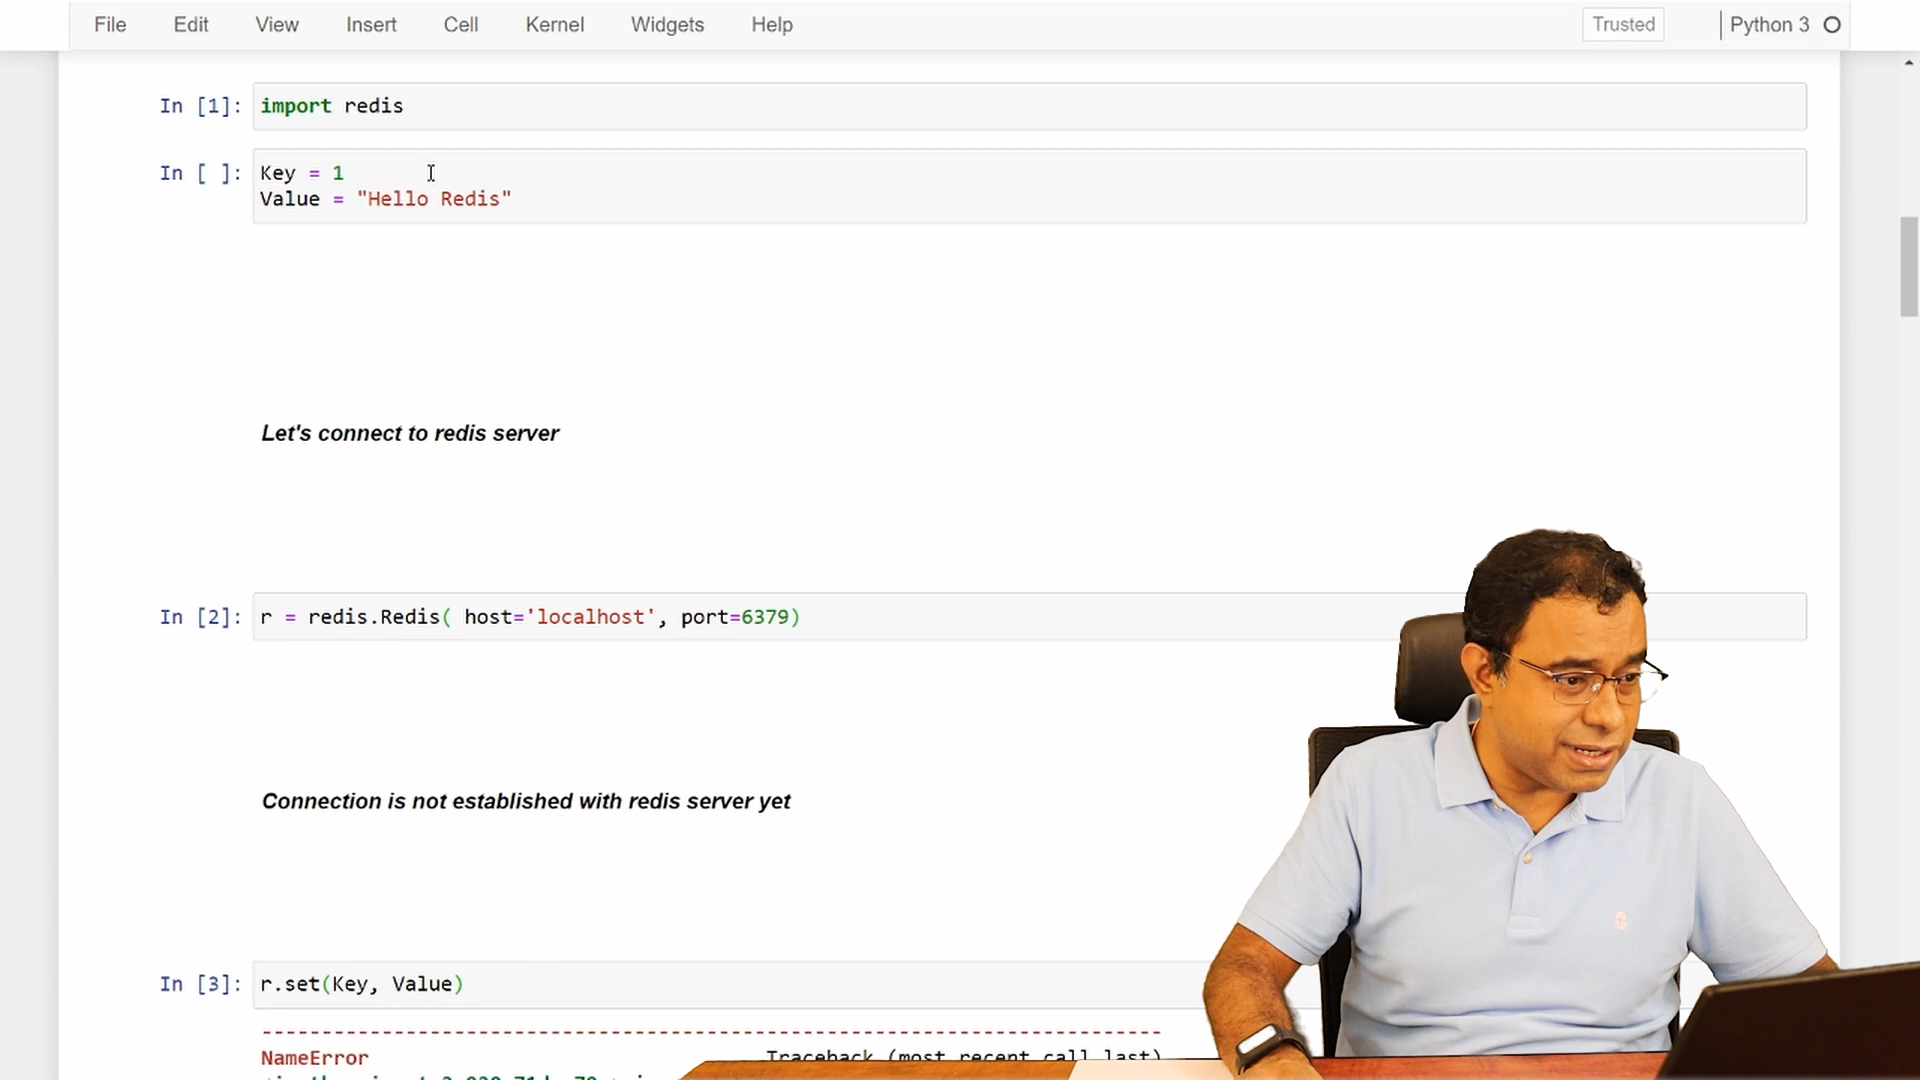 File Edit View Insert Cell Kernel Widgets Help Trusted Python 3
In [1]: import redis
In [ ]: Key = 1
Value = "Hello Redis"
Let's connect to redis server
In [2]: r = redis.Redis( host='localhost', port=6379)
Connection is not established with redis server yet
In [3]: r.set(Key, Value)
---------------------------------------------------------------------------
NameError Traceback (most recent call last)